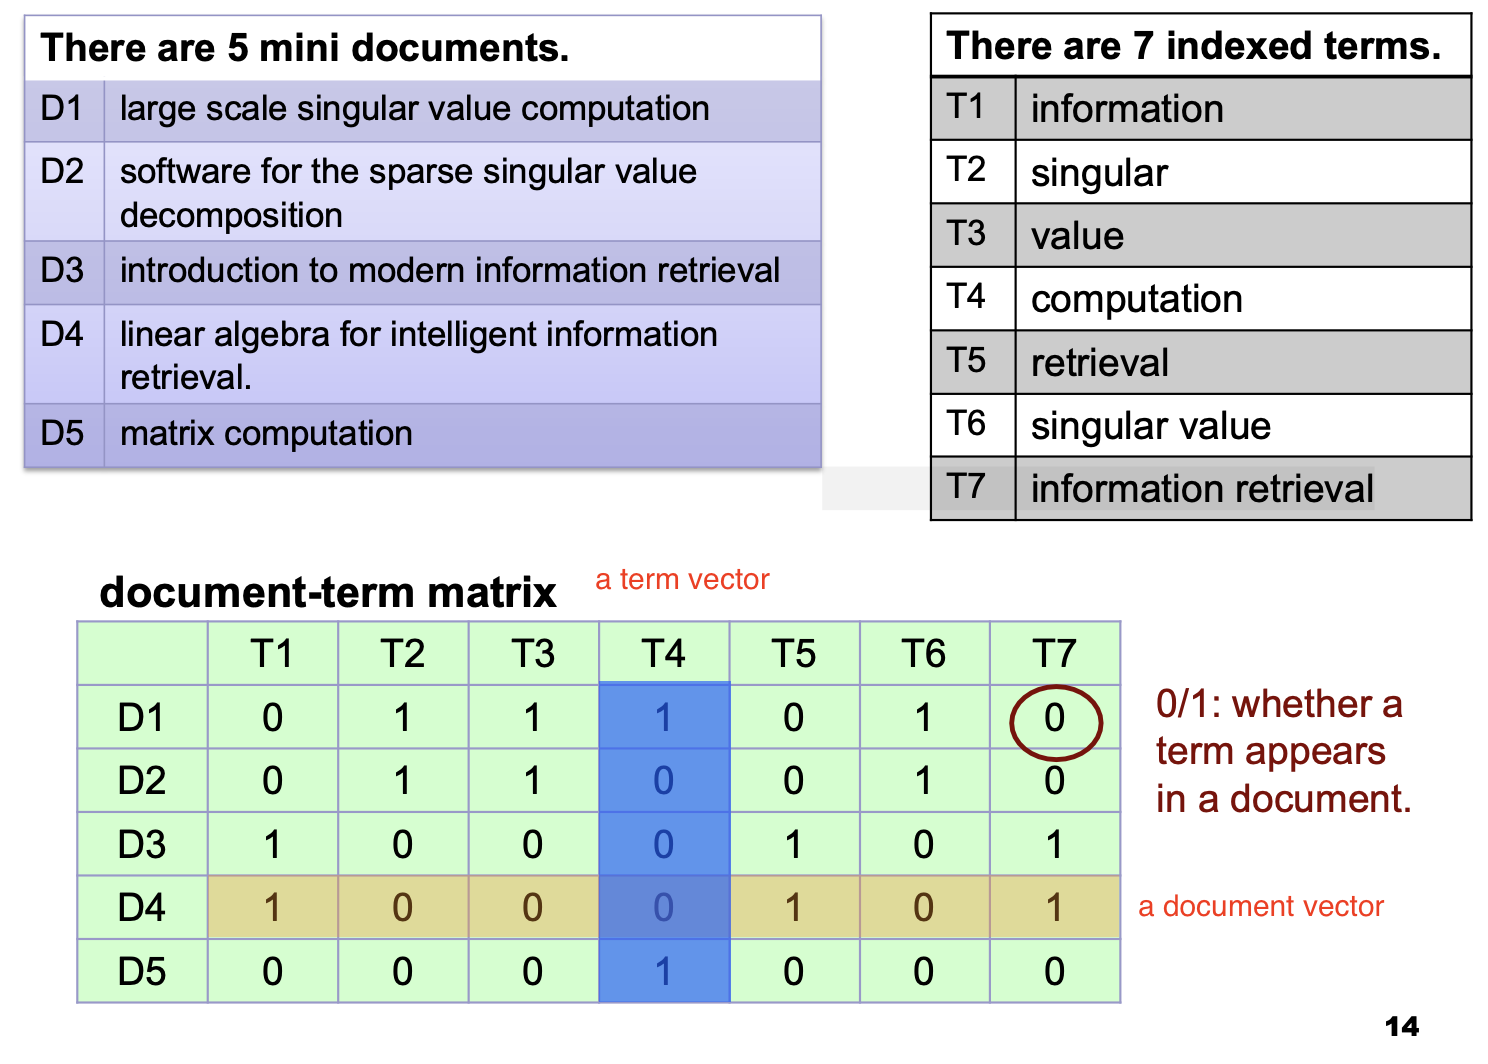 There are 5 mini documents.
D1 large scale singular value computation
D2 software for the sparse singular value
decomposition
D3 introduction to modern information retrieval
D4 linear algebra for intelligent information
retrieval.
D5 matrix computation
There are 7 indexed terms.
T1 information
T2 singular
T3 value
T4 computation
T5 retrieval
T6 singular value
T7 information retrieval
document-term matrix
a term vector
T1 T2 T3 T4 T5 T6 T7
D1 0 1 1 1 0 1 0
D2 0 1 1 0 0 1 0
D3 1 0 0 0 1 0 1
D4 1 0 0 0 1 0 1
D5 0 0 0 1 0 0 0
0/1: whether a
term appears
in a document.
a document vector
14